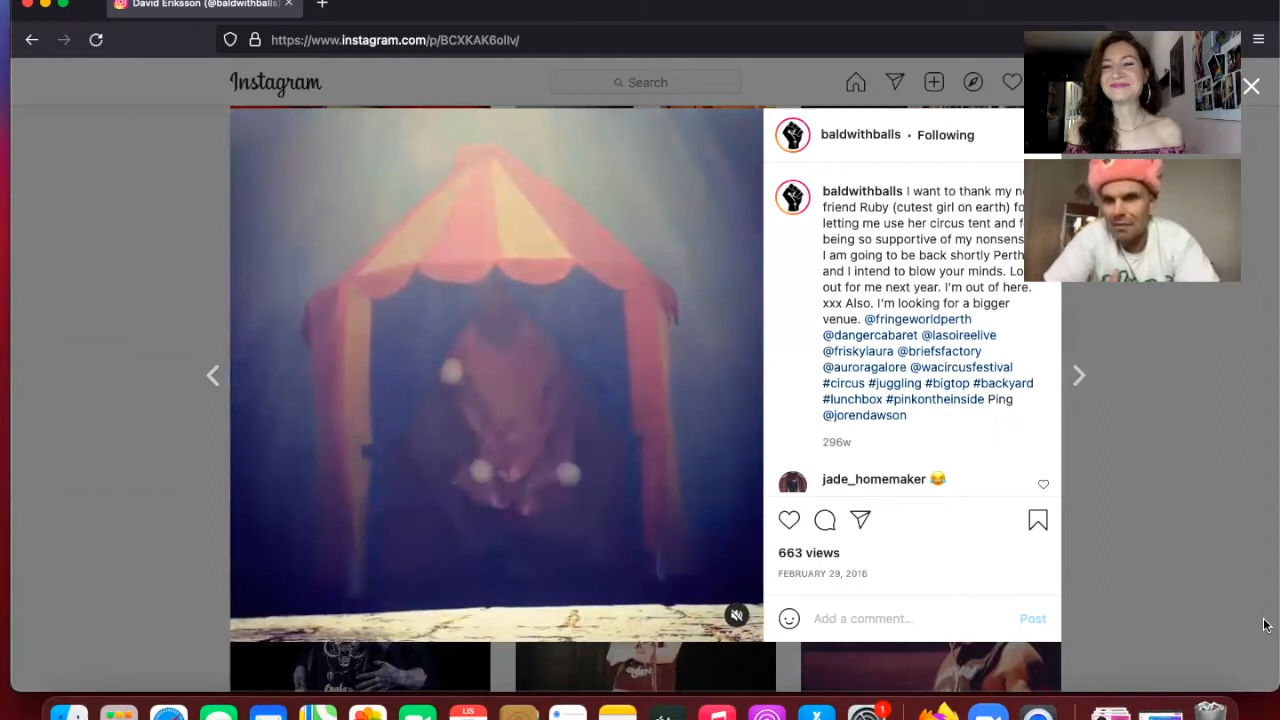 David Eriksson (@baldwithballs)
https://www.instagram.com/p/BCXKAK6ollv/
Instagram
Search
baldwithballs • Following
baldwithballs I want to thank my
friend Ruby (cutest girl on earth)
letting me use her circus tent and
being so supportive of my
I am going to be back shortly Perth
and I intend to blow your minds.
out for me next year. I'm out of here.
xxx Also. I'm looking for a bigger
venue. @fringeworldperth
@dangercabaret @lasoireelive
@friskylaura @briefsfactory
@auroragalore @wacircusfestival
#circus #juggling #bigtop #backyard
#lunchbox #pinkontheinside Ping
@jorendawson
296w
jade_homemaker 😂
663 views
FEBRUARY 29, 2016
Add a comment...
Post
1